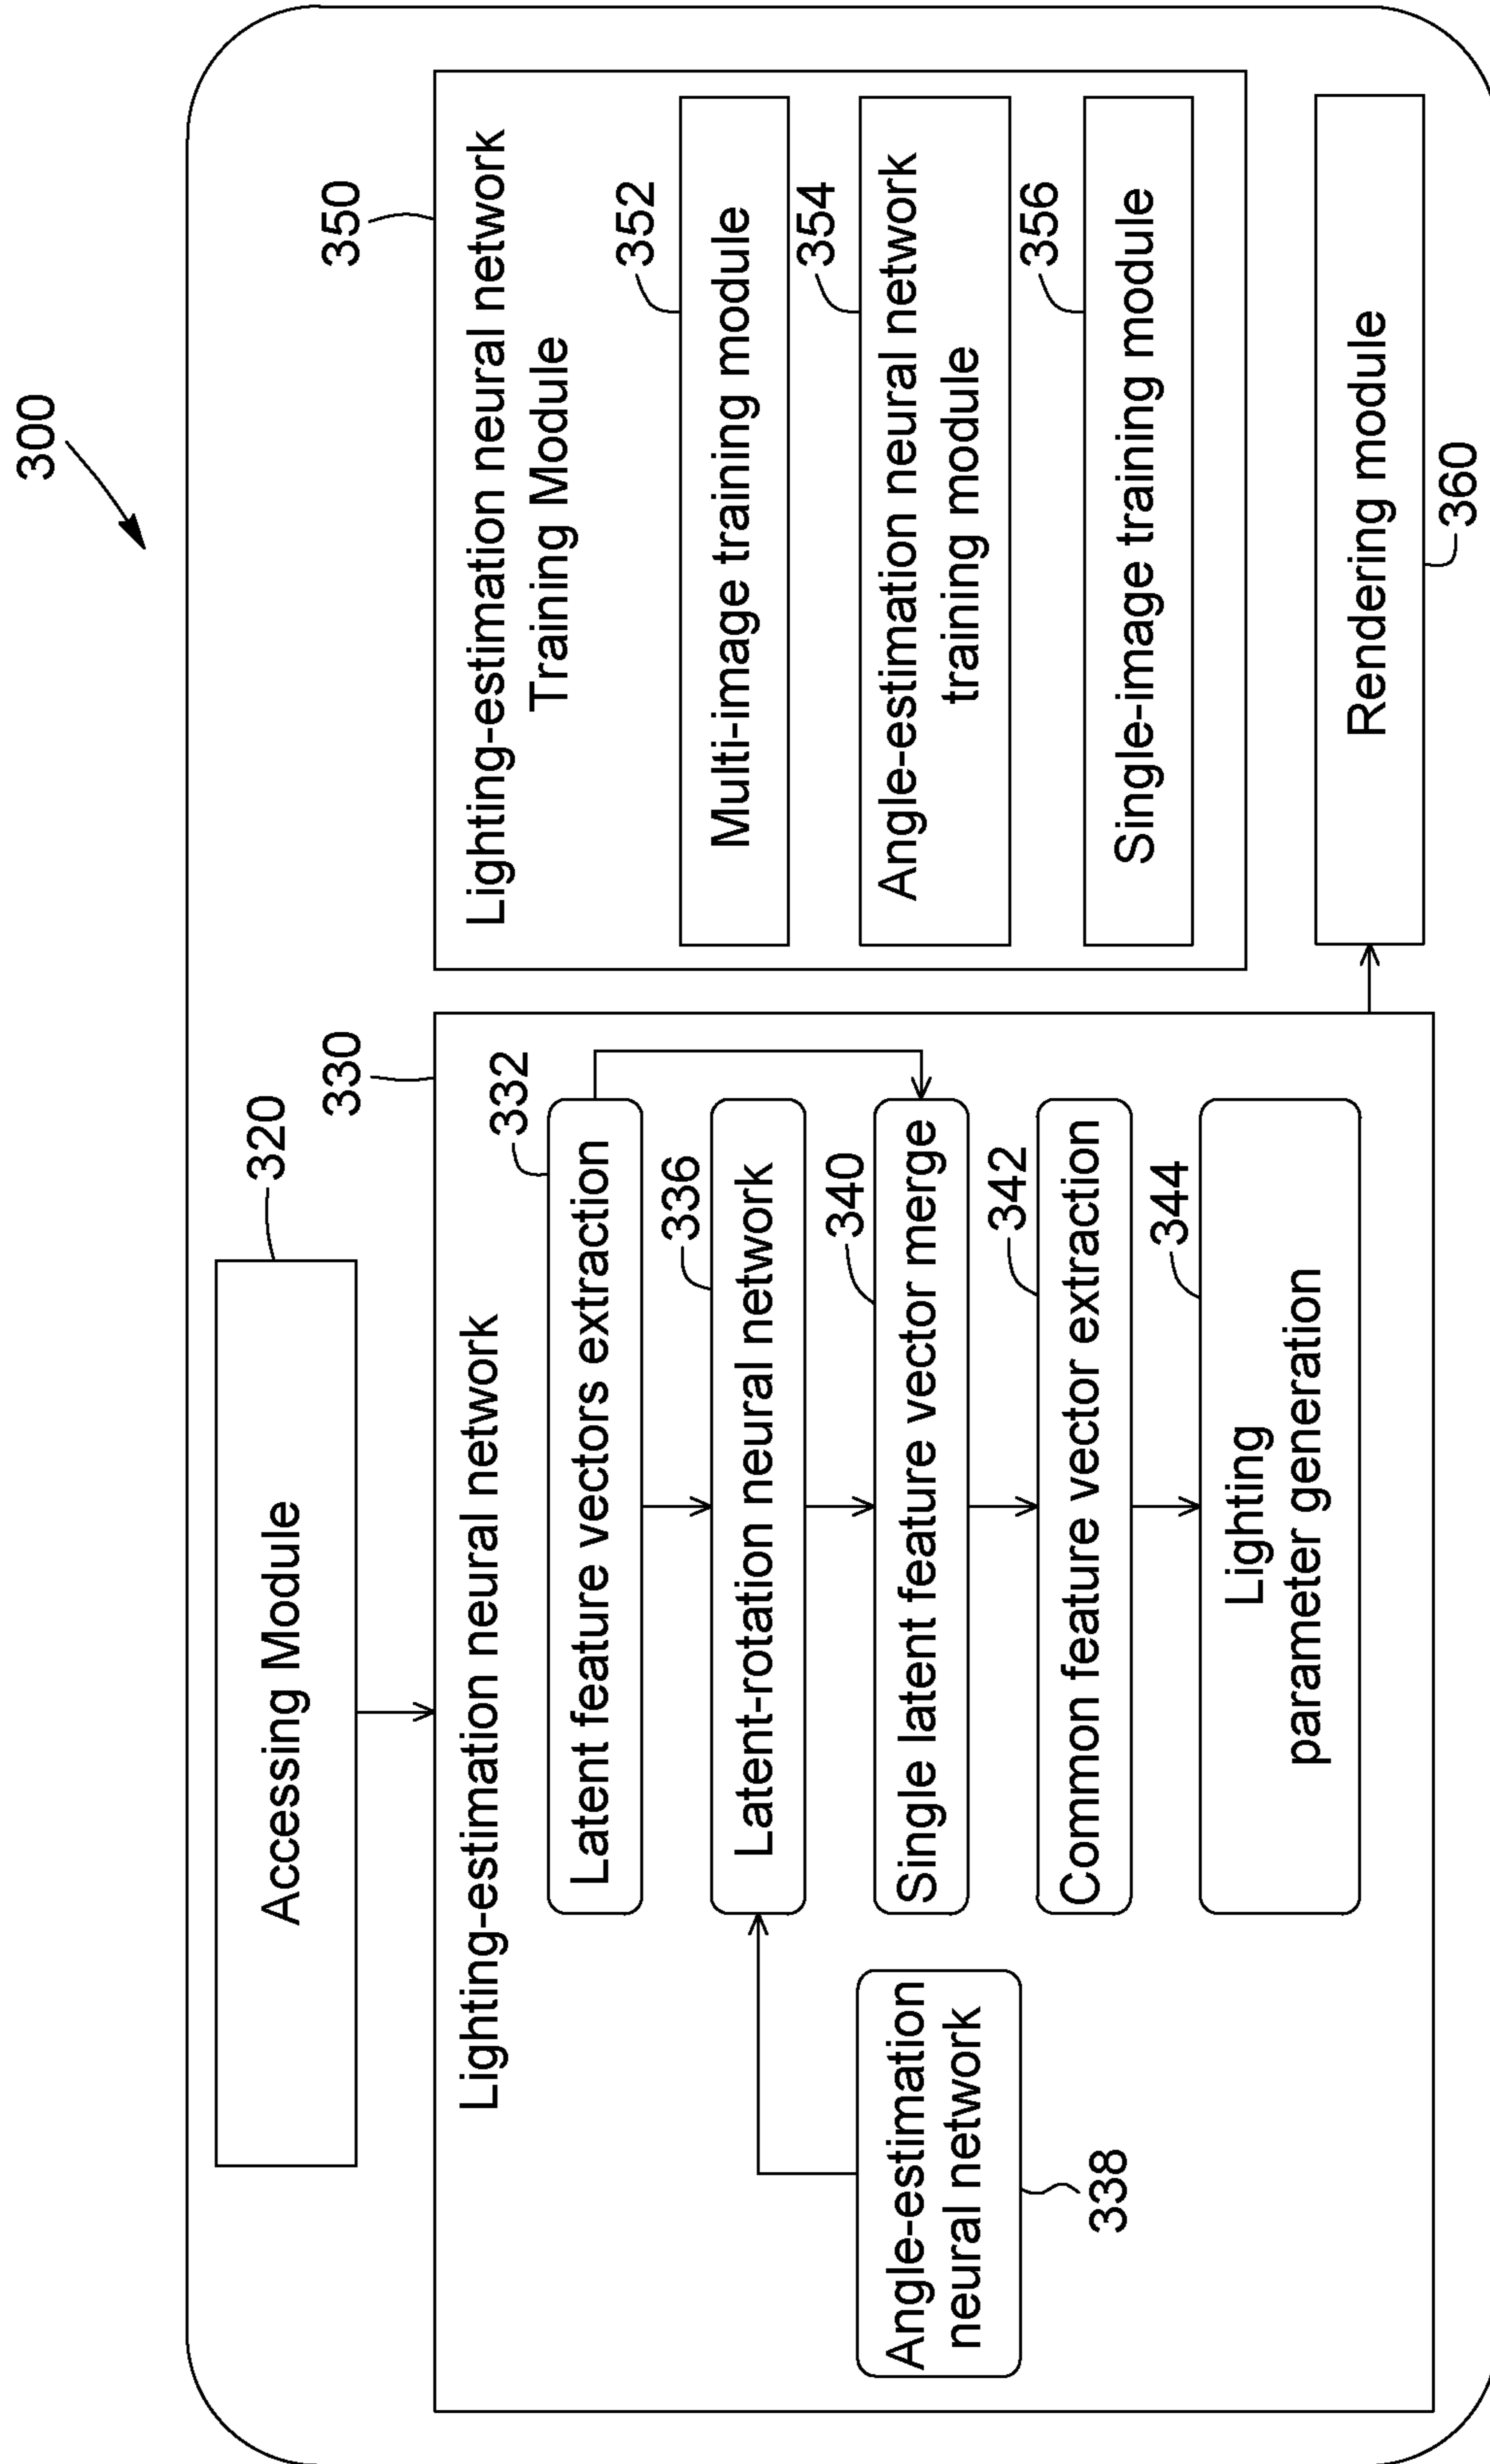 300
Accessing Module
320
330
Lighting-estimation neural network
332
Latent feature vectors extraction
336
Latent-rotation neural network
Angle-estimation
neural network
338
340
Single latent feature vector merge
342
Common feature vector extraction
344
Lighting
parameter generation
350
Lighting-estimation neural network
Training Module
352
Multi-image training module
354
Angle-estimation neural network
training module
356
Single-image training module
Rendering module
360